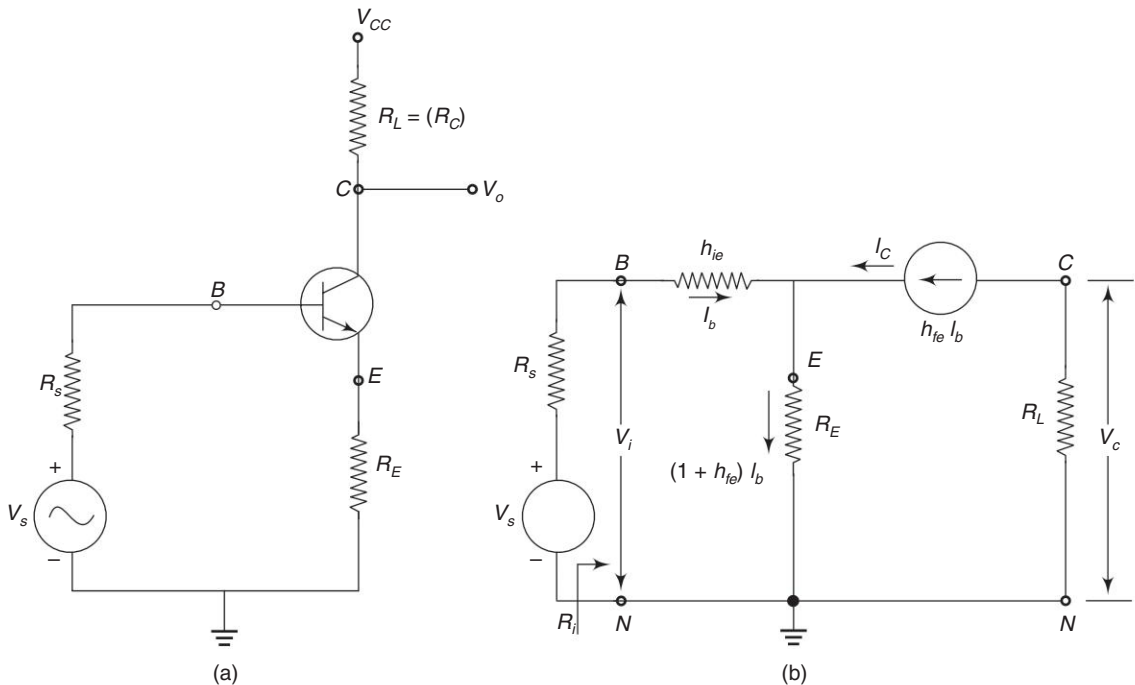 V_CC
R_L = (R_C)
C
V_o
B
E
R_s
R_E
+
V_s
–
(a)
B
h_ie
I_b
I_C
h_fe I_b
C
R_s
E
R_E
R_L
V_i
V_c
(1 + h_fe) I_b
+
V_s
–
R_i
N
N
(b)